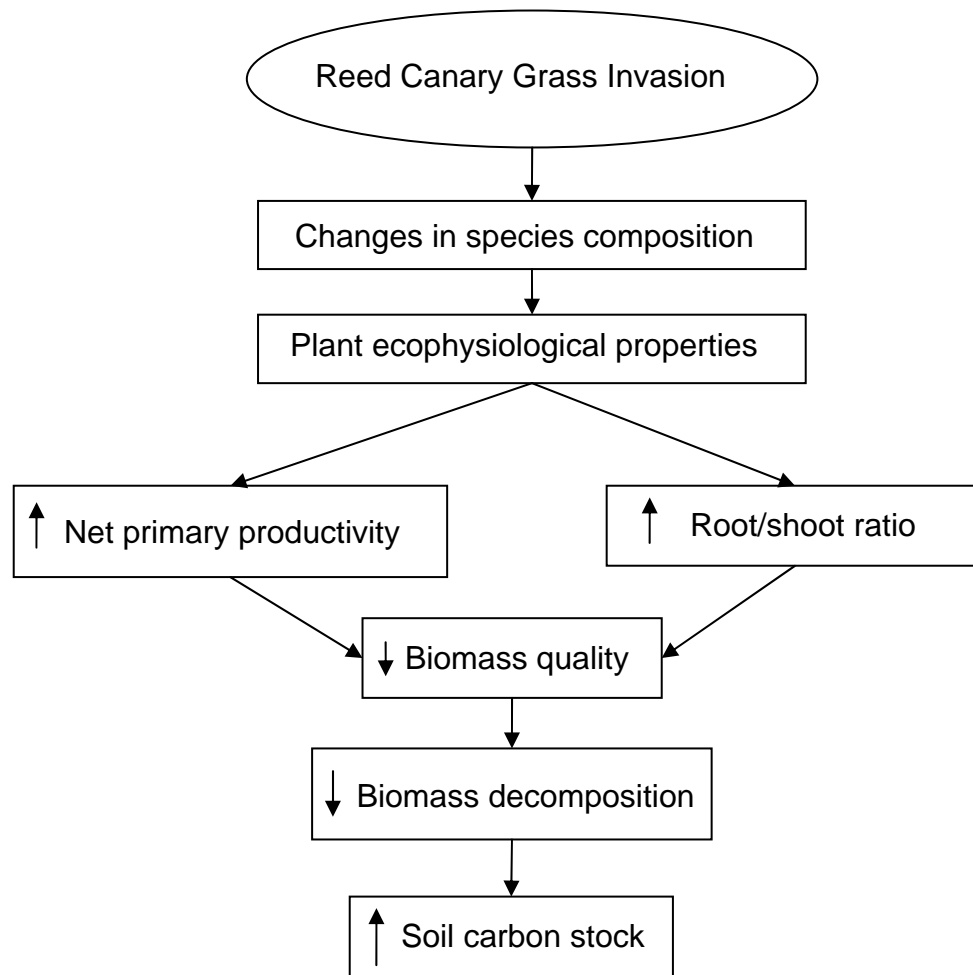 Reed Canary Grass Invasion
Changes in species composition
Plant ecophysiological properties
Net primary productivity
Root/shoot ratio
Biomass quality
Biomass decomposition
Soil carbon stock